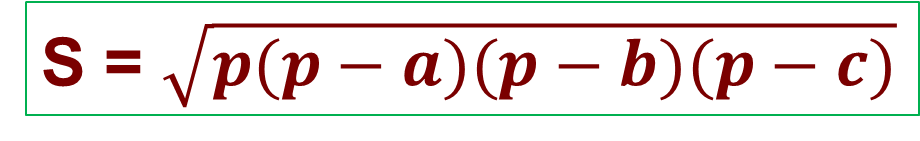 S = √p(p − a)(p − b)(p − c)